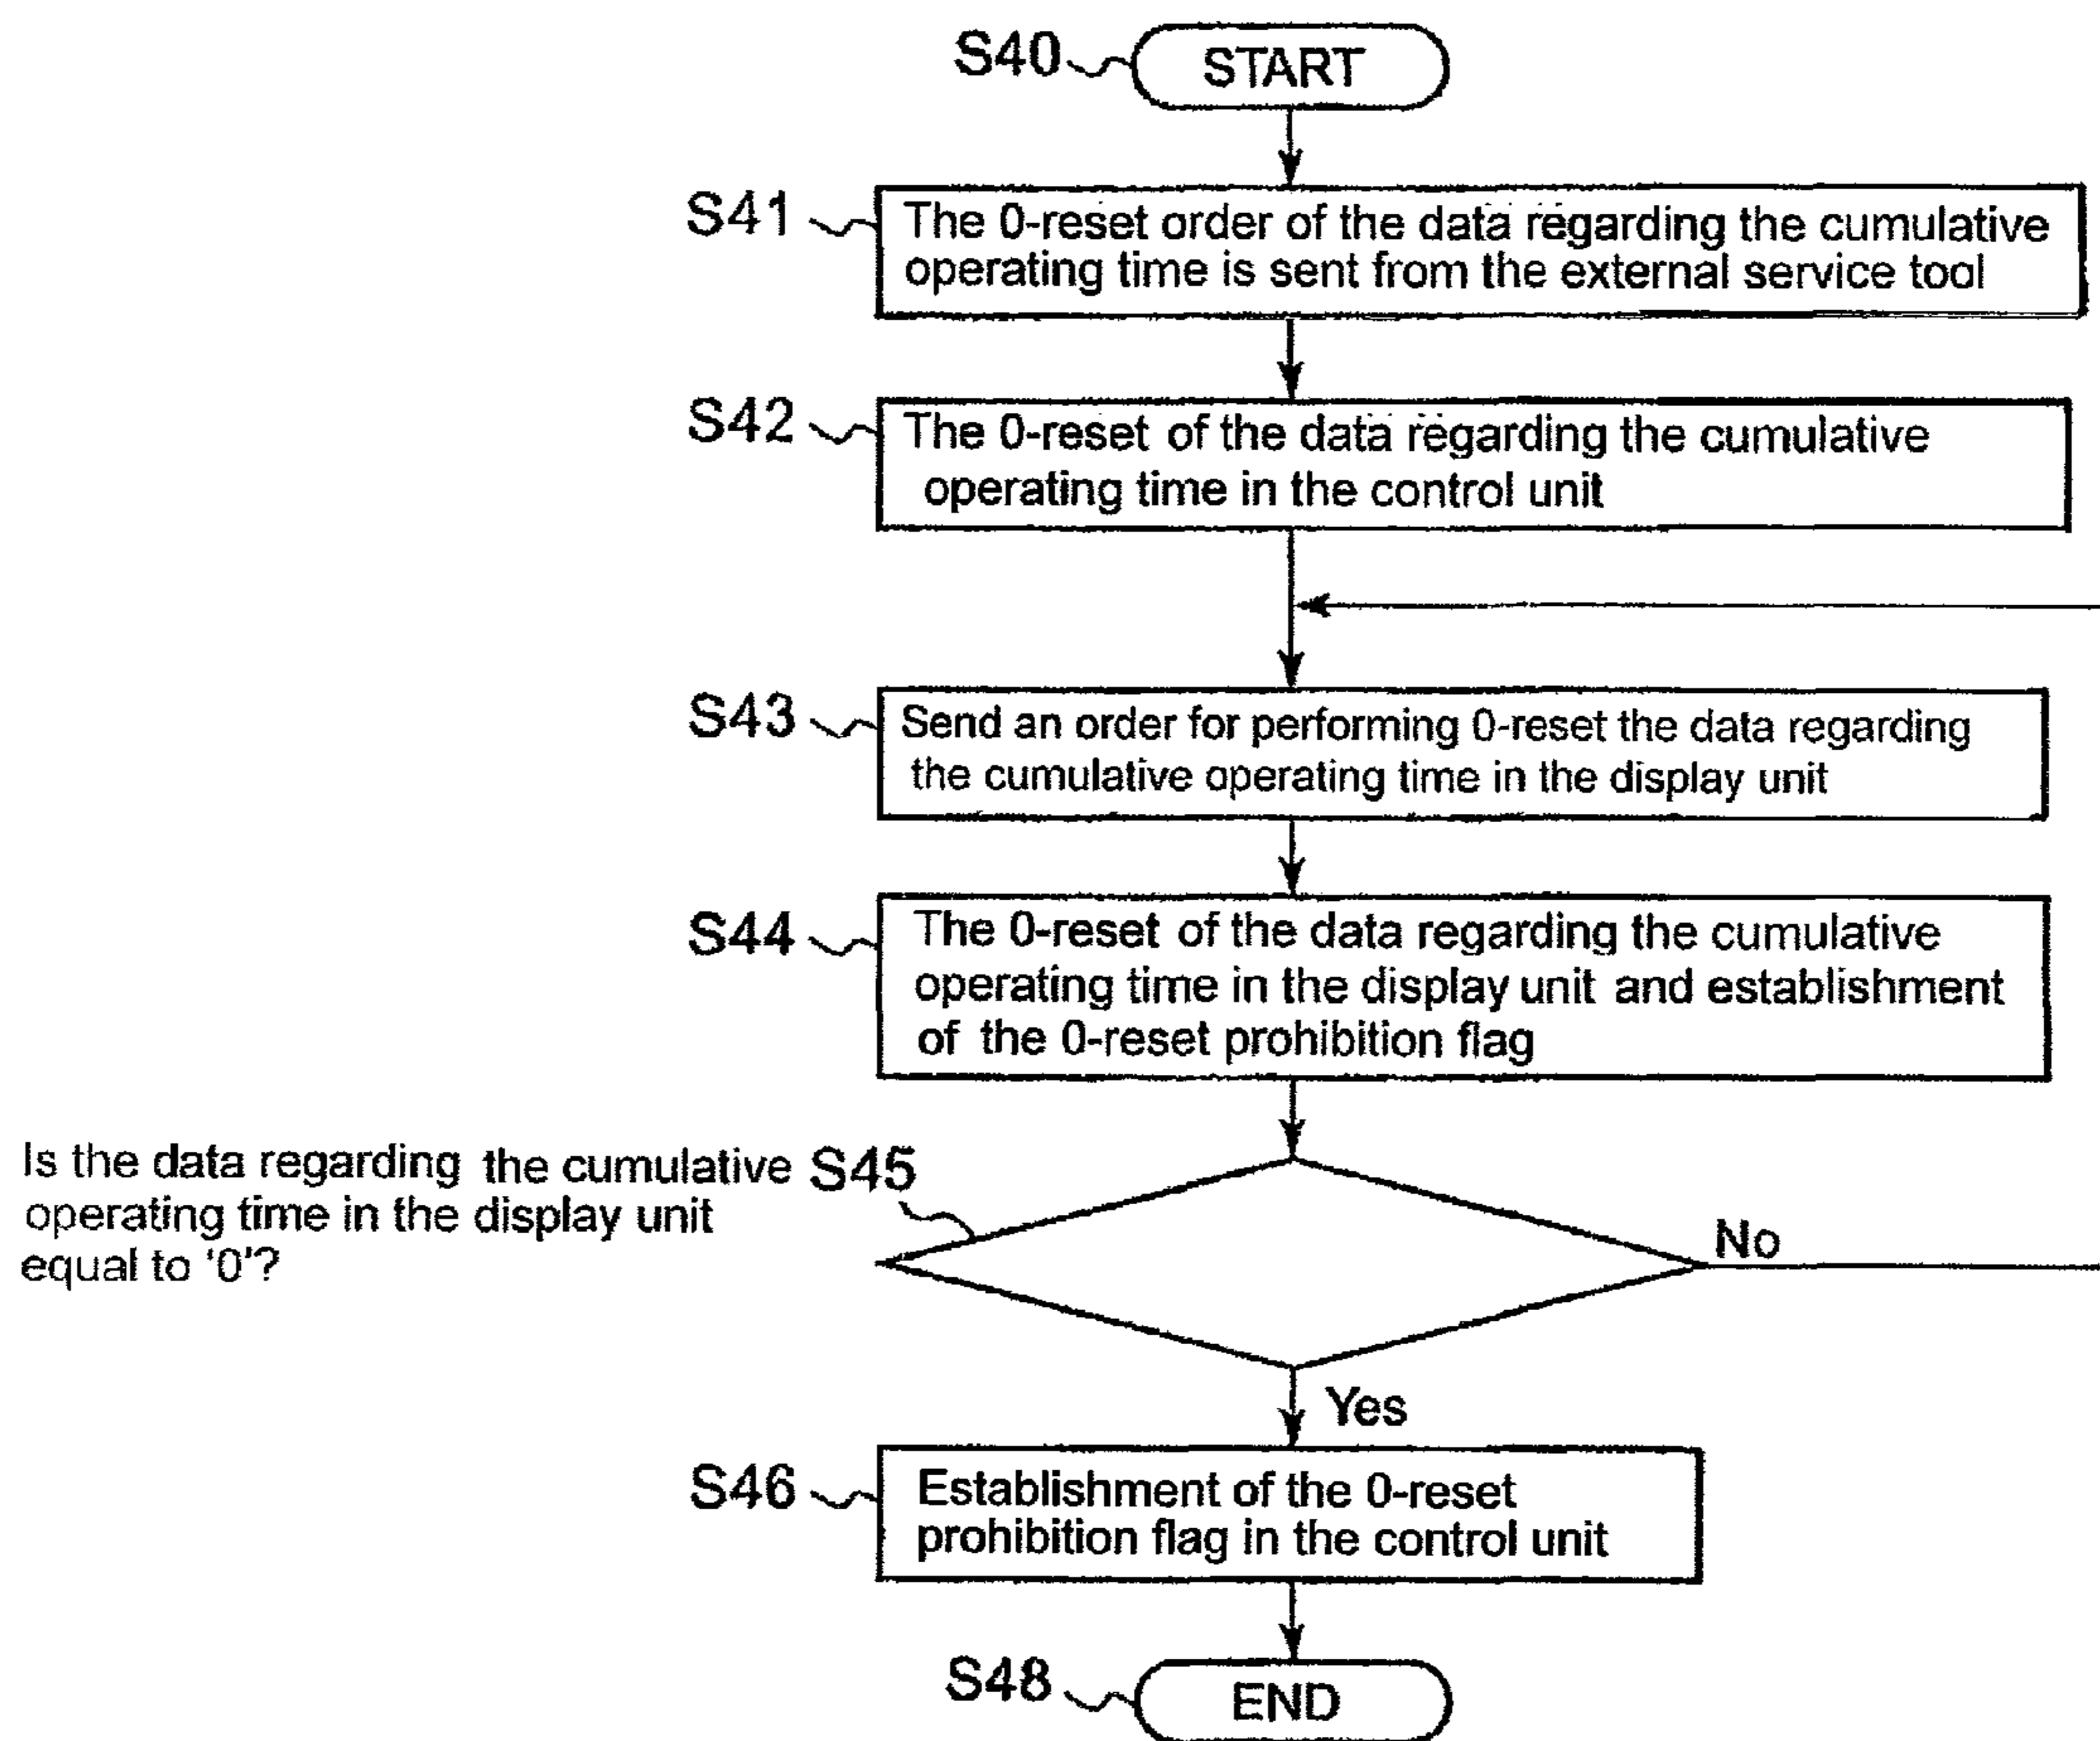 S40
START
S41
The 0-reset order of the data regarding the cumulative
operating time is sent from the external service tool
S42
The 0-reset of the data regarding the cumulative
operating time in the control unit
S43
Send an order for performing 0-reset the data regarding
the cumulative operating time in the display unit
S44
The 0-reset of the data regarding the cumulative
operating time in the display unit and establishment
of the 0-reset prohibition flag
Is the data regarding the cumulative
operating time in the display unit
equal to '0'?
S45
No
Yes
S46
Establishment of the 0-reset
prohibition flag in the control unit
S48
END